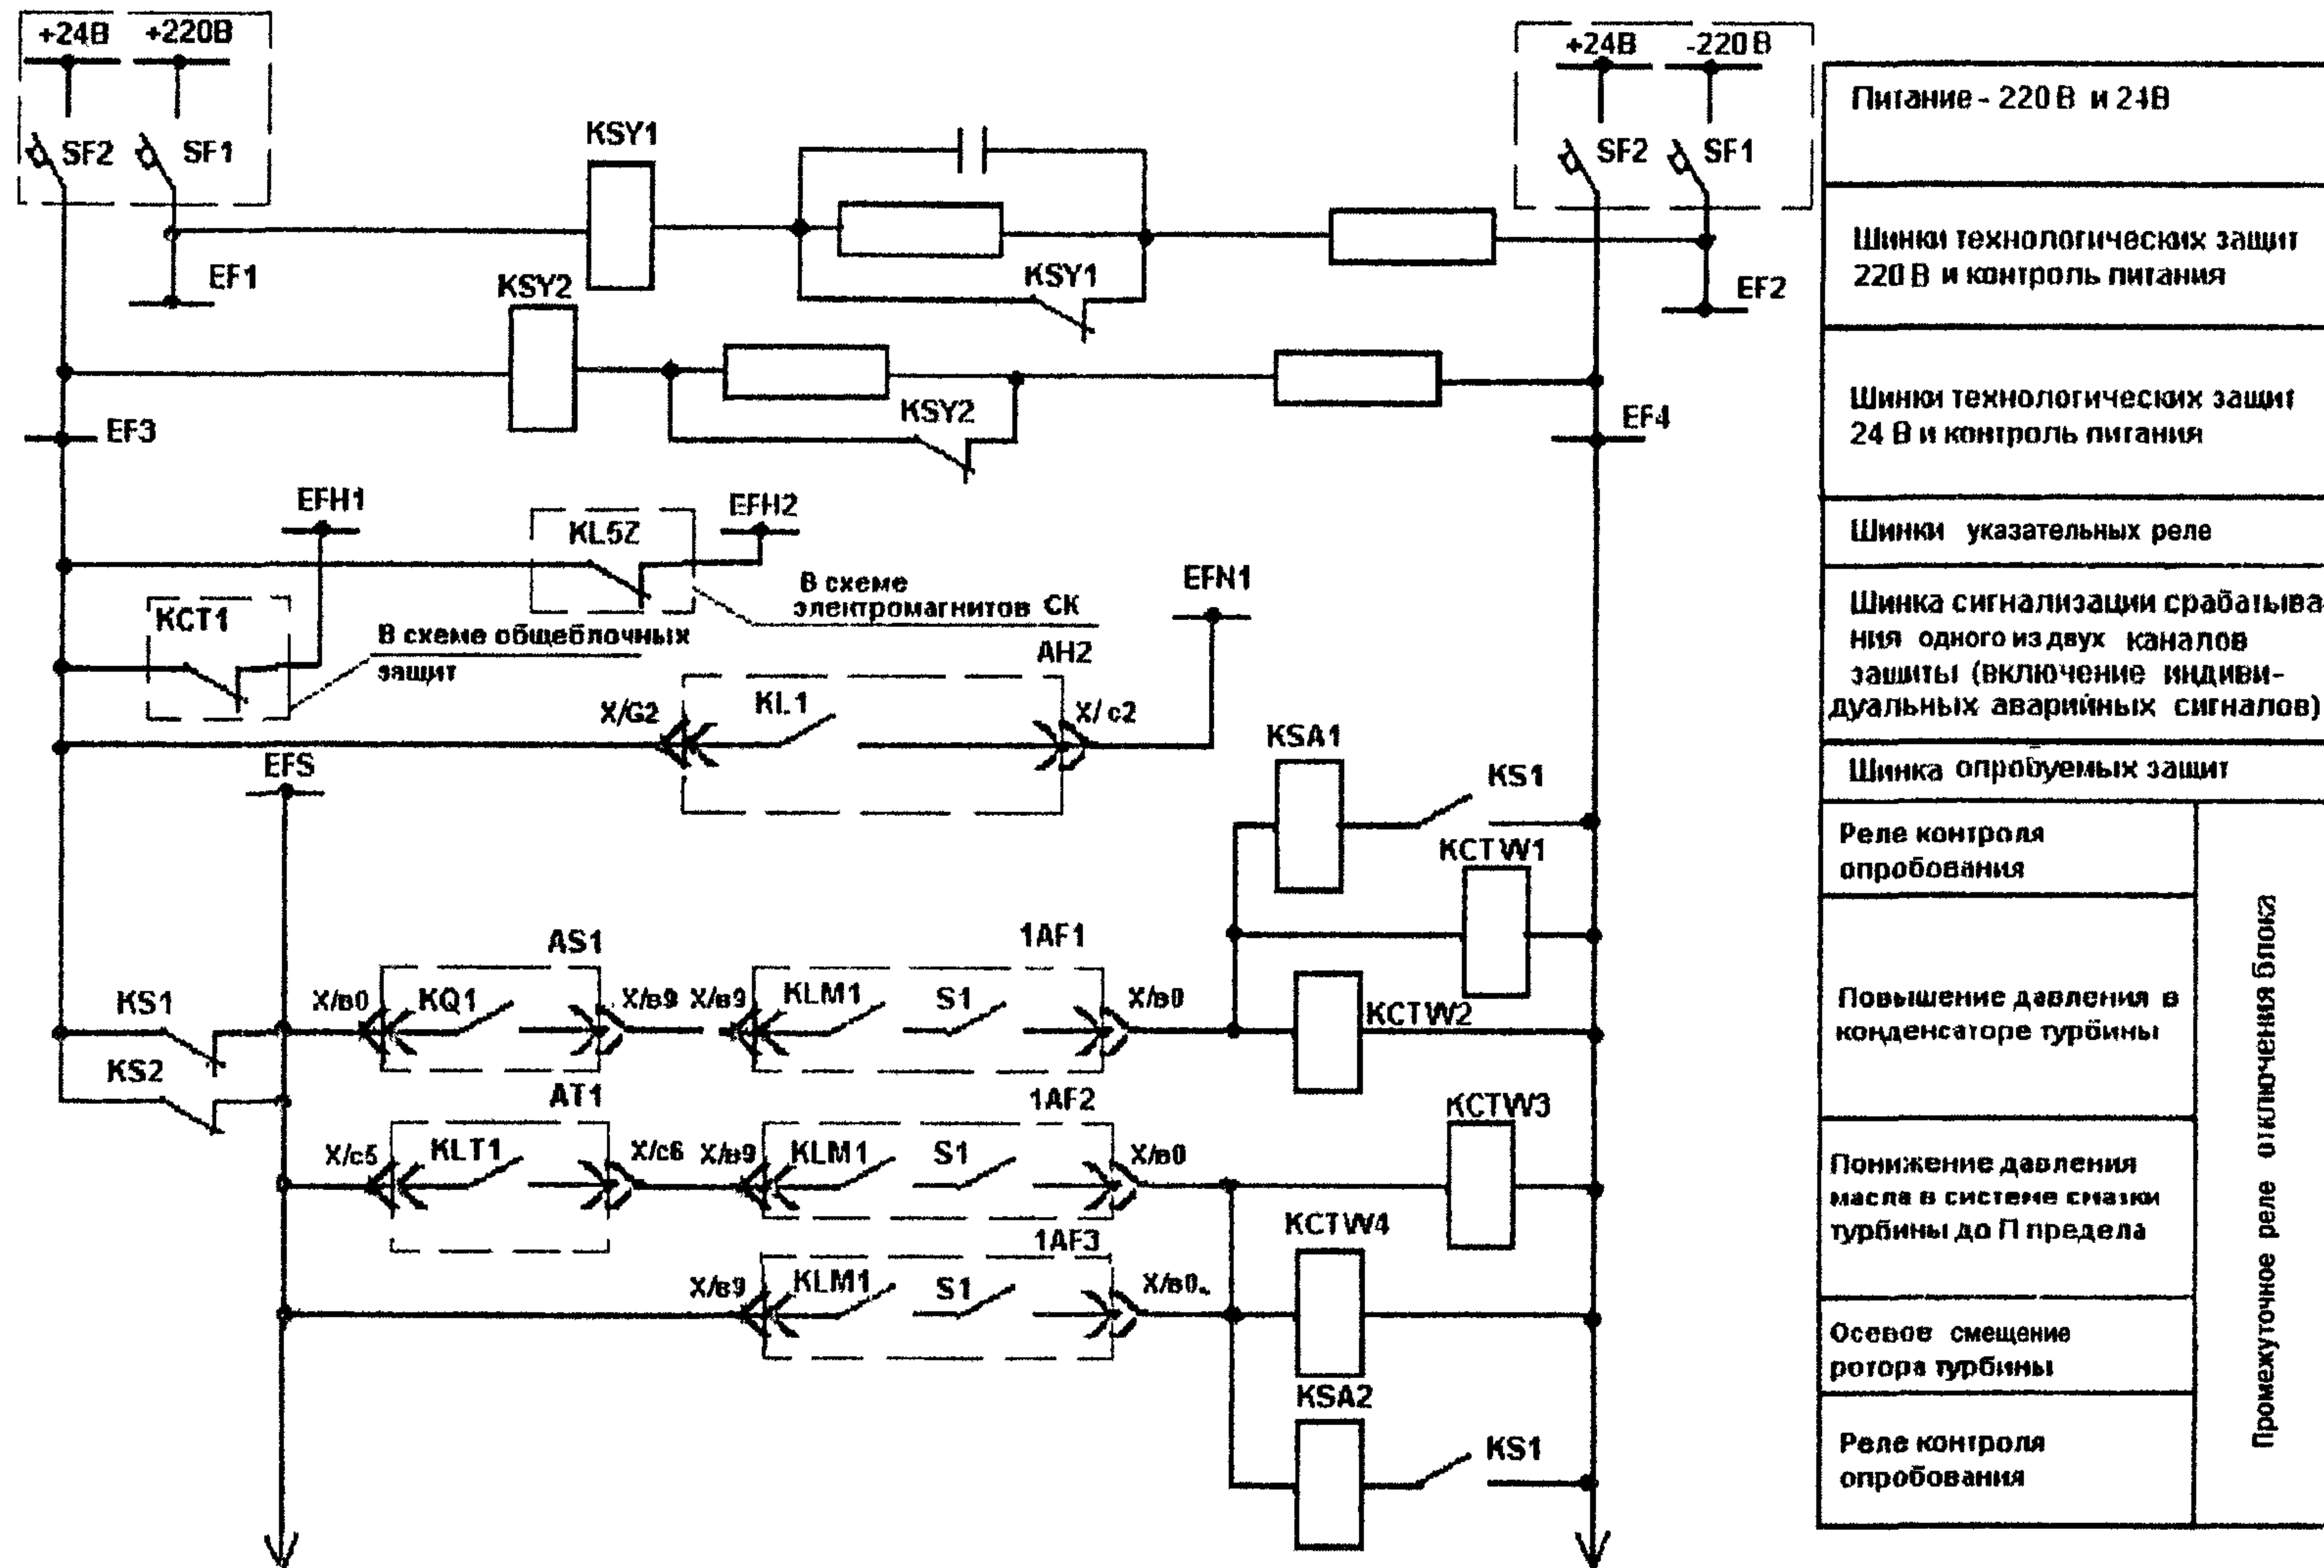 +24В +220В
SF2 SF1
EF1
KSY1
KSY1
KSY2
KSY2
+24В -220В
SF2 SF1
EF2
EF3
EF4
EFH1
KL5Z
EFH2
В схеме
электромагнитов СК
KCT1
В схеме общеблочных
защит
EFN1
AH2
X/G2
KL1
X/c2
EFS
KSA1
KS1
KCTW1
AS1
1AF1
KS1
X/в0
KQ1
X/в9
X/в9
KLM1
S1
X/в0
KCTW2
KS2
AT1
1AF2
KCTW3
X/с5
KLT1
X/с6
X/в9
KLM1
S1
X/в0
KCTW4
1AF3
X/в9
KLM1
S1
X/в0.
KSA2
KS1
Питание - 220 В и 24В
Шинки технологических защит
220 В и контроль питания
Шинки технологических защит
24 В и контроль питания
Шинки указательных реле
Шинка сигнализации срабатыва-
ния одного из двух каналов
защиты (включение индиви-
дуальных аварийных сигналов)
Шинка опробуемых защит
Реле контроля
опробования
Повышение давления в
конденсаторе турбины
Понижение давления
масла в системе смазки
турбины до П предела
Осевов смещение
ротора турбины
Реле контроля
опробования
Промежуточное реле отключения блока